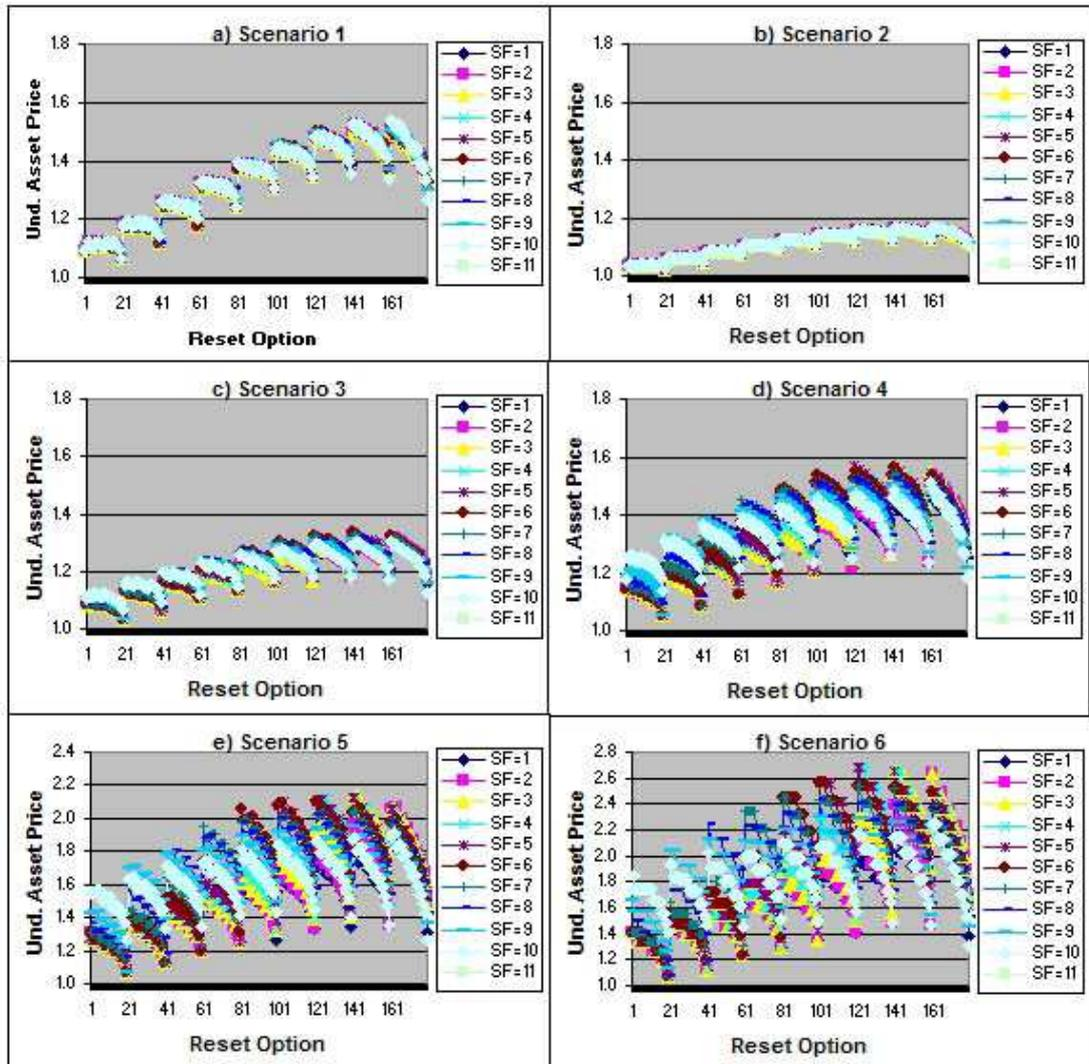 a) Scenario 1
Und. Asset Price
1.8
1.6
1.4
1.2
1.0
1 21 41 61 81 101 121 141 161
Reset Option
SF=1
SF=2
SF=3
SF=4
SF=5
SF=6
SF=7
SF=8
SF=9
SF=10
SF=11
b) Scenario 2
Und. Asset Price
1.8
1.6
1.4
1.2
1.0
1 21 41 61 81 101 121 141 161
Reset Option
SF=1
SF=2
SF=3
SF=4
SF=5
SF=6
SF=7
SF=8
SF=9
SF=10
SF=11
c) Scenario 3
Und. Asset Price
1.8
1.6
1.4
1.2
1.0
1 21 41 61 81 101 121 141 161
Reset Option
SF=1
SF=2
SF=3
SF=4
SF=5
SF=6
SF=7
SF=8
SF=9
SF=10
SF=11
d) Scenario 4
Und. Asset Price
1.8
1.6
1.4
1.2
1.0
1 21 41 61 81 101 121 141 161
Reset Option
SF=1
SF=2
SF=3
SF=4
SF=5
SF=6
SF=7
SF=8
SF=9
SF=10
SF=11
e) Scenario 5
Und. Asset Price
2.4
2.2
2.0
1.8
1.6
1.4
1.2
1.0
1 21 41 61 81 101 121 141 161
Reset Option
SF=1
SF=2
SF=3
SF=4
SF=5
SF=6
SF=7
SF=8
SF=9
SF=10
SF=11
f) Scenario 6
Und. Asset Price
2.8
2.6
2.4
2.2
2.0
1.8
1.6
1.4
1.2
1.0
1 21 41 61 81 101 121 141 161
Reset Option
SF=1
SF=2
SF=3
SF=4
SF=5
SF=6
SF=7
SF=8
SF=9
SF=10
SF=11